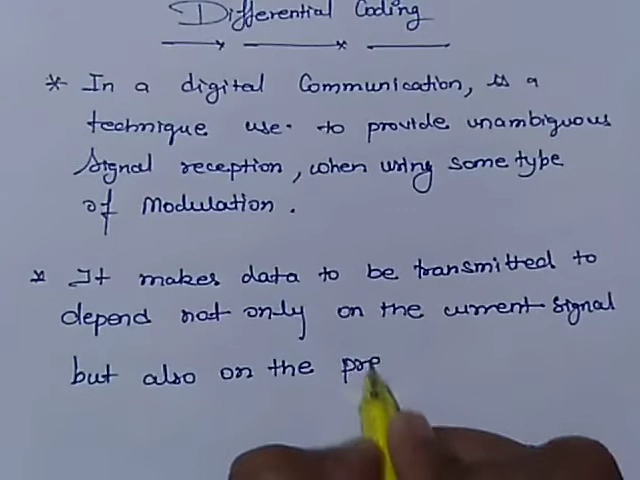 Differential Coding
* In a digital Communication, is a
technique use. to provide unambiguous
Signal reception, when using some type
of Modulation.
* It makes data to be transmitted to
depend not only on the current signal
but also on the pre